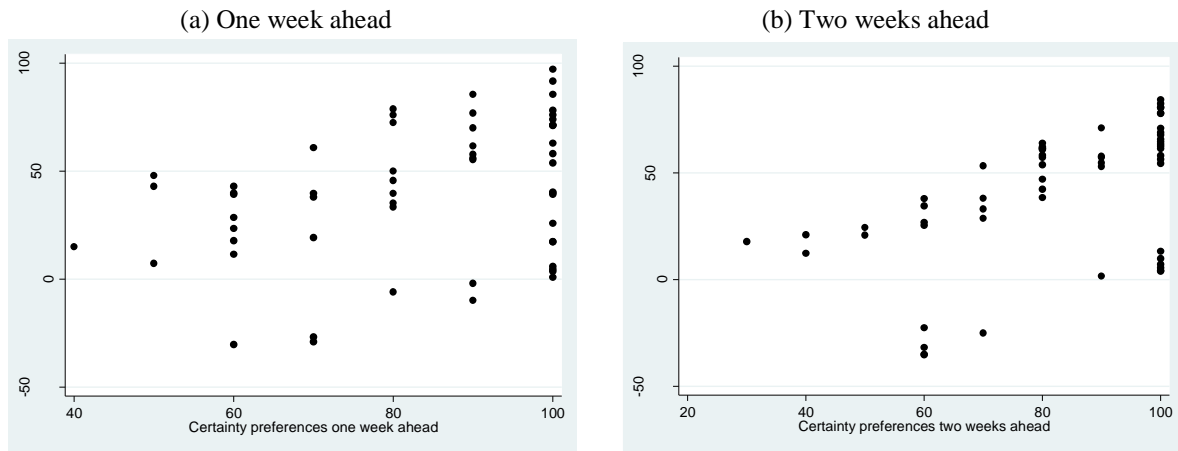 (a) One week ahead
100
50
0
-50
40 60 80 100
Certainty preferences one week ahead
(b) Two weeks ahead
100
50
0
-50
20 40 60 80 100
Certainty preferences two weeks ahead